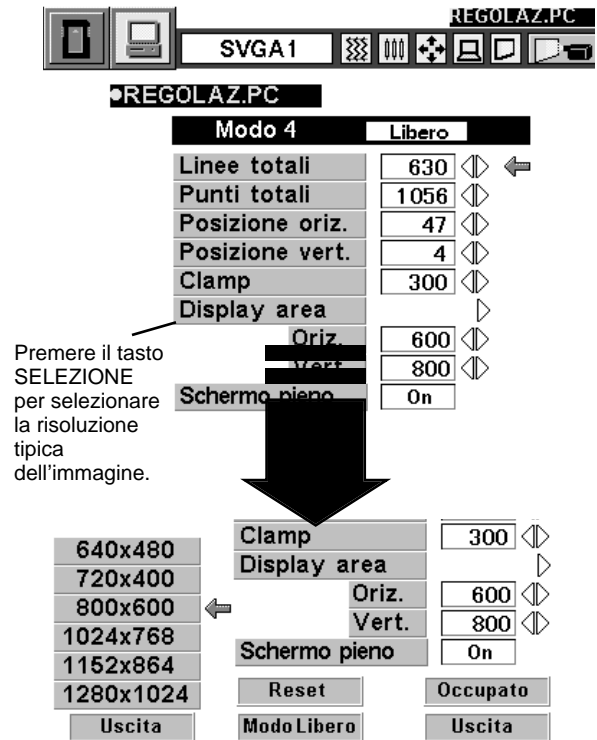 REGOLAZ.PC
SVGA1
●REGOLAZ.PC
Modo 4 Libero
Linee totali 630
Punti totali 1056
Posizione oriz. 47
Posizione vert. 4
Clamp 300
Display area
Oriz. 600
Vert. 800
Schermo pieno On
Premere il tasto
SELEZIONE
per selezionare
la risoluzione
tipica
dell'immagine.
640x480
720x400
800x600
1024x768
1152x864
1280x1024
Uscita
Clamp 300
Display area
Oriz. 600
Vert. 800
Schermo pieno On
Reset Occupato
Modo Libero Uscita